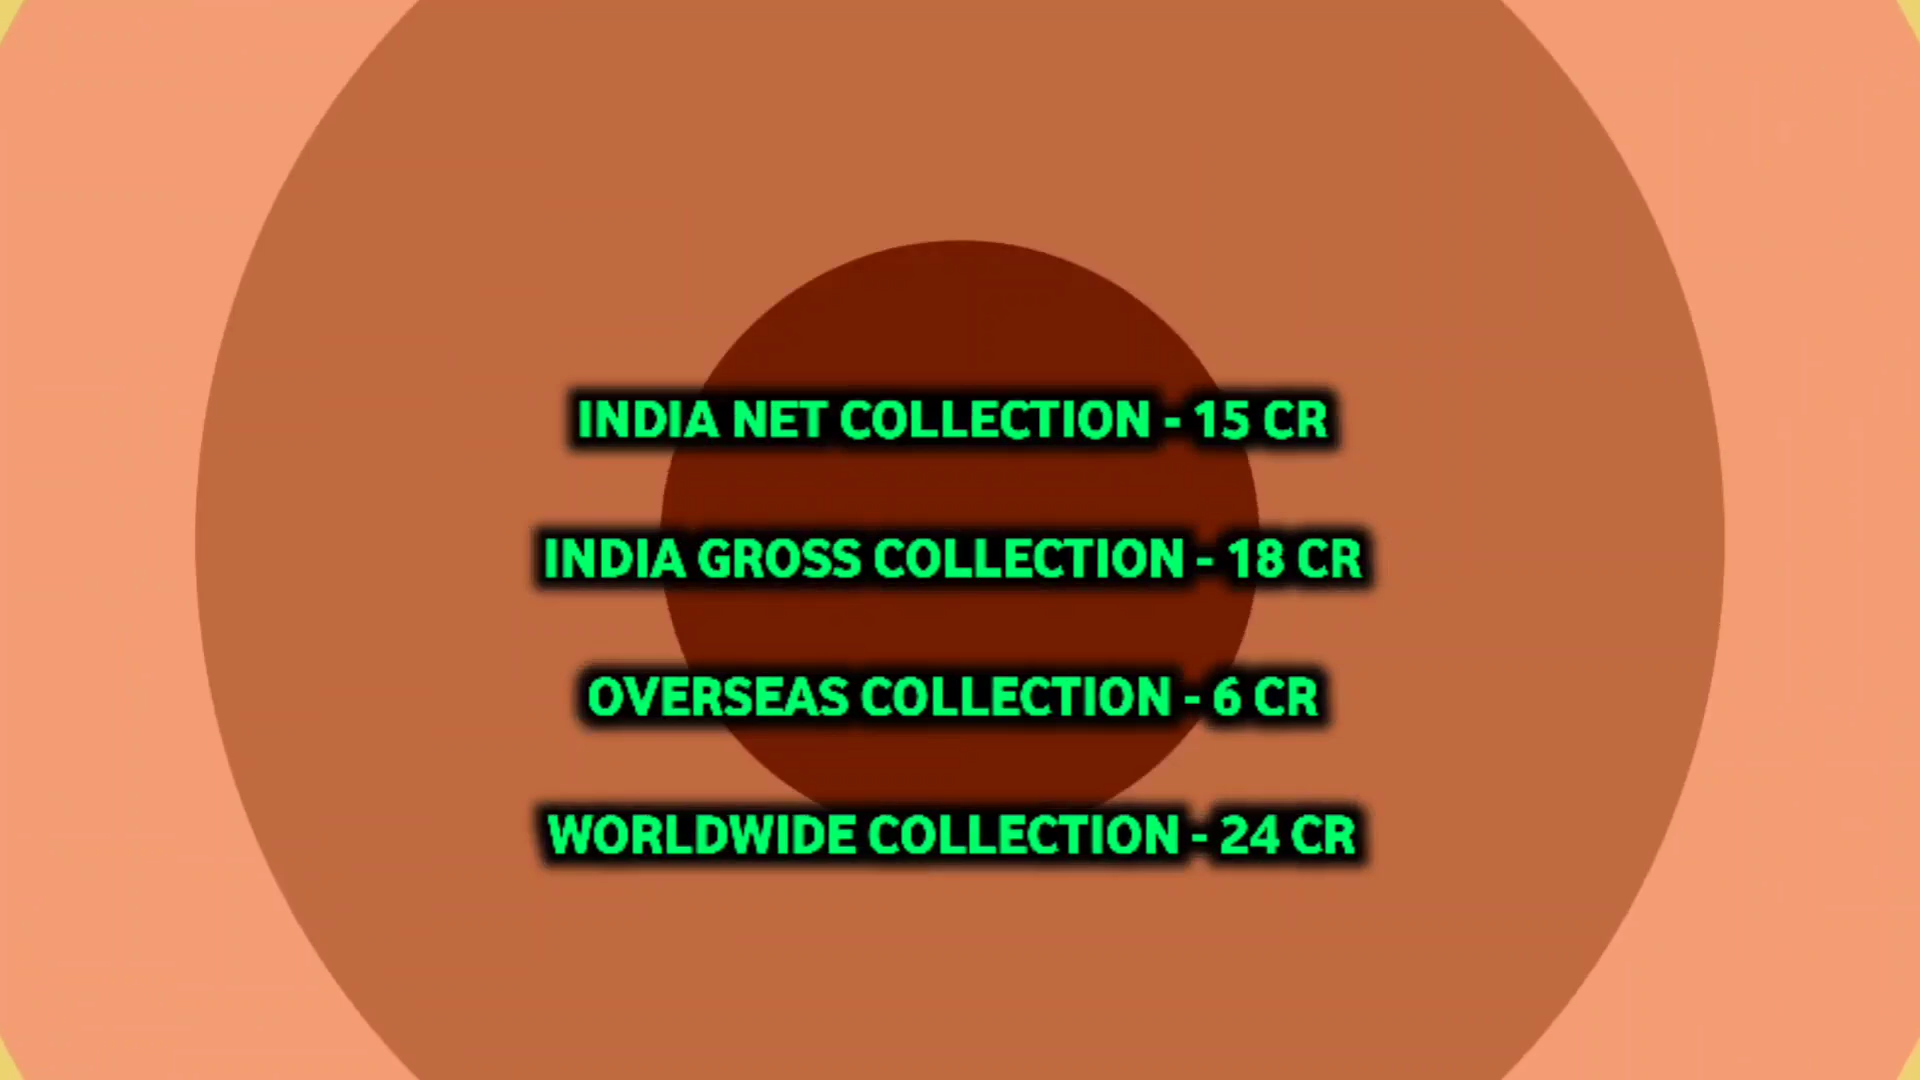 INDIA NET COLLECTION - 15 CR
INDIA GROSS COLLECTION - 18 CR
OVERSEAS COLLECTION - 6 CR
WORLDWIDE COLLECTION - 24 CR